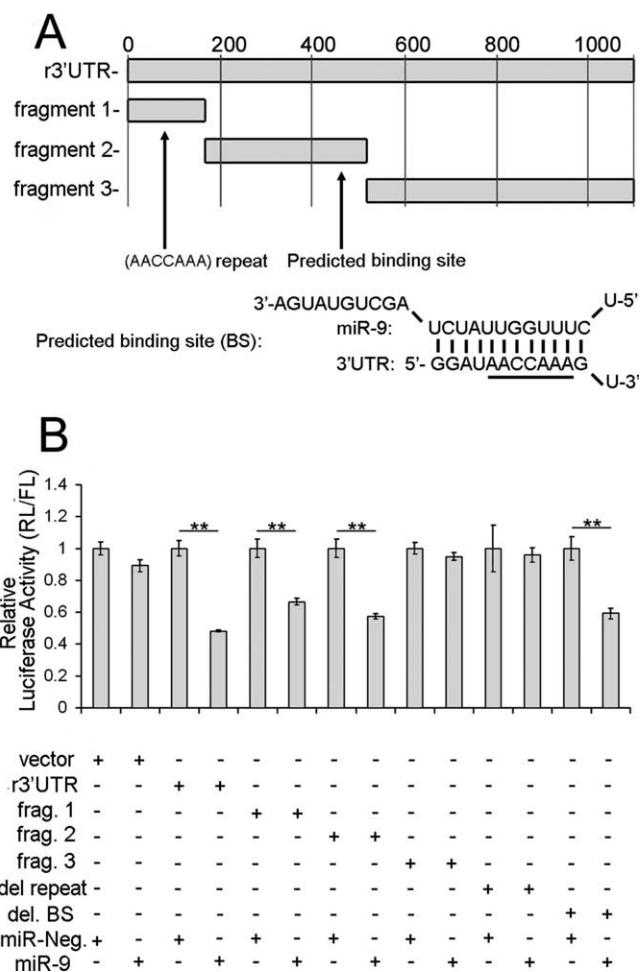 A
0 200 400 600 800 1000
r3'UTR-
fragment 1-
fragment 2-
fragment 3-
(AACCAAA) repeat Predicted binding site
3'-AGUAUGUCGA U-5'
miR-9: UCUAUUGGUUUC
Predicted binding site (BS):
3'UTR: 5'- GGAUAACCAAAG
U-3'
B
Relative
Luciferase Activity (RL/FL)
1.4
1.2
1
0.8
0.6
0.4
0.2
0
** ** ** **
vector + + - - - - - - - - - - - -
r3'UTR - - + + - - - - - - - - - -
frag. 1 - - - - + + - - - - - - - -
frag. 2 - - - - - - + + - - - - - -
frag. 3 - - - - - - - - + + - - - -
del repeat - - - - - - - - - - + + - -
del. BS - - - - - - - - - - - - + +
miR-Neg. + - + - + - + - + - + - + -
miR-9 - + - + - + - + - + - + - +